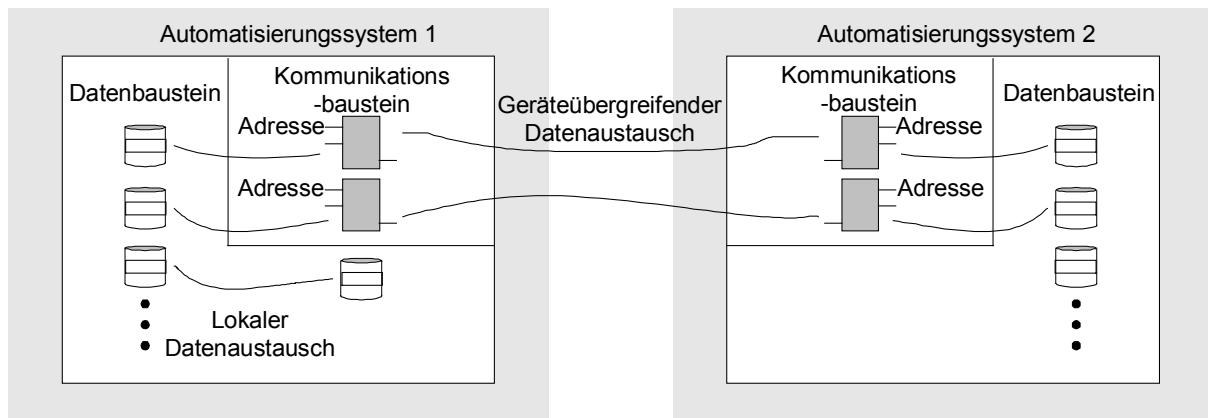 Automatisierungssystem 1
Datenbaustein
Kommunikations
-baustein
Adresse
Adresse
Lokaler
Datenaustausch
Geräteübergreifender
Datenaustausch
Automatisierungssystem 2
Kommunikations
-baustein
Datenbaustein
Adresse
Adresse